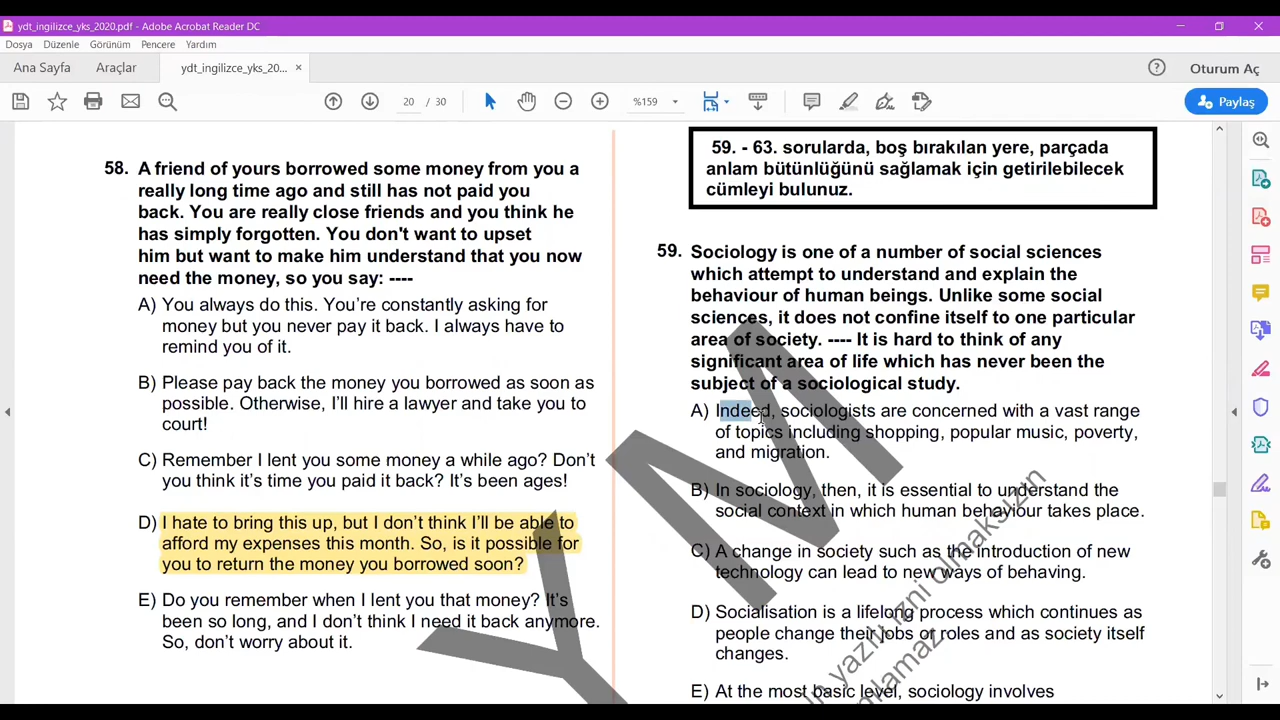 ydt_ingilizce_yks_2020.pdf - Adobe Acrobat Reader DC
Dosya Düzenle Görünüm Pencere Yardım
Ana Sayfa Araçlar ydt_ingilizce_yks_20... Oturum Aç
20 / 30 %159 Paylaş
58. A friend of yours borrowed some money from you a
really long time ago and still has not paid you
back. You are really close friends and you think he
has simply forgotten. You don't want to upset
him but want to make him understand that you now
need the money, so you say: ----
A) You always do this. You're constantly asking for
money but you never pay it back. I always have to
remind you of it.
B) Please pay back the money you borrowed as soon as
possible. Otherwise, I'll hire a lawyer and take you to
court!
C) Remember I lent you some money a while ago? Don't
you think it's time you paid it back? It's been ages!
D) I hate to bring this up, but I don't think I'll be able to
afford my expenses this month. So, is it possible for
you to return the money you borrowed soon?
E) Do you remember when I lent you that money? It's
been so long, and I don't think I need it back anymore.
So, don't worry about it.
59. - 63. sorularda, boş bırakılan yere, parçada
anlam bütünlüğünü sağlamak için getirilebilecek
cümleyi bulunuz.
59. Sociology is one of a number of social sciences
which attempt to understand and explain the
behaviour of human beings. Unlike some social
sciences, it does not confine itself to one particular
area of society. ---- It is hard to think of any
significant area of life which has never been the
subject of a sociological study.
A) Indeed, sociologists are concerned with a vast range
of topics including shopping, popular music, poverty,
and migration.
B) In sociology, then, it is essential to understand the
social context in which human behaviour takes place.
C) A change in society such as the introduction of new
technology can lead to new ways of behaving.
D) Socialisation is a lifelong process which continues as
people change their jobs or roles and as society itself
changes.
E) At the most basic level, sociology involves
Y M
yazılı izni olmaksızın